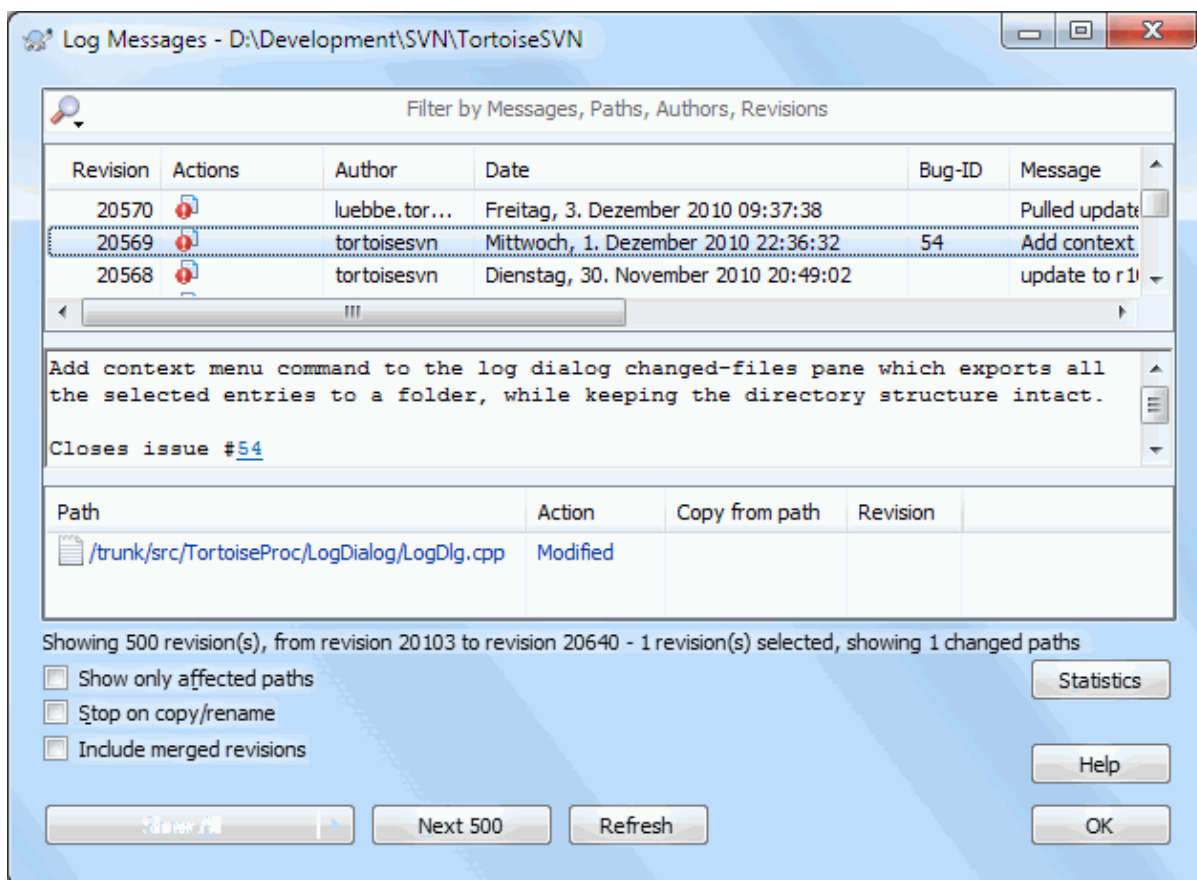 Log Messages - D:\Development\SVN\TortoiseSVN
Filter by Messages, Paths, Authors, Revisions
Revision Actions Author Date Bug-ID Message
20570 luebbe.tor... Freitag, 3. Dezember 2010 09:37:38 Pulled update
20569 tortoisesvn Mittwoch, 1. Dezember 2010 22:36:32 54 Add context
20568 tortoisesvn Dienstag, 30. November 2010 20:49:02 update to
Add context menu command to the log dialog changed-files pane which exports all
the selected entries to a folder, while keeping the directory structure intact.
Closes issue #54
Path Action Copy from path Revision
/trunk/src/TortoiseProc/LogDialog/LogDlg.cpp Modified
Showing 500 revision(s), from revision 20103 to revision 20640 - 1 revision(s) selected, showing 1 changed paths
Show only affected paths
Statistics
Stop on copy/rename
Include merged revisions
Help
Show All Next 500 Refresh OK